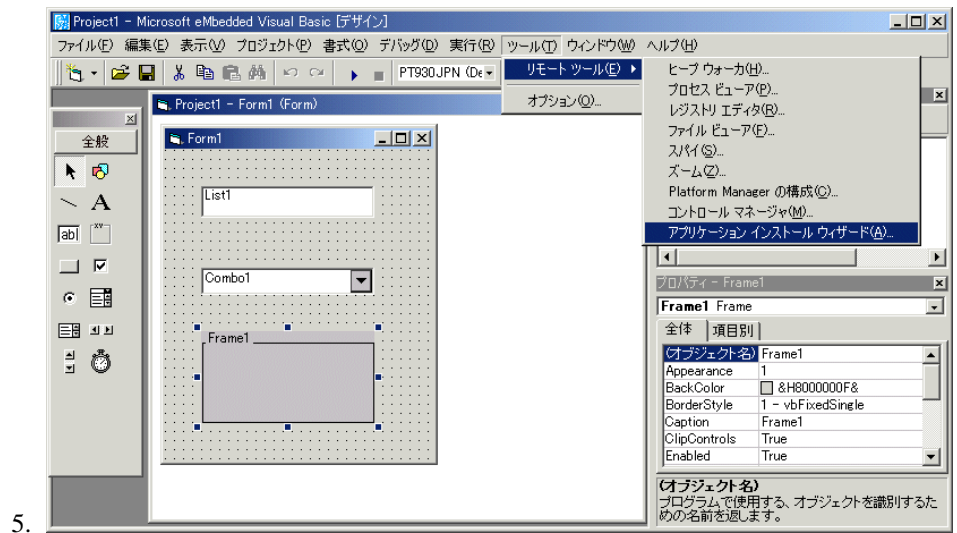 Project1 - Microsoft eMbedded Visual Basic [デザイン]
ファイル(F) 編集(E) 表示(V) プロジェクト(P) 書式(O) デバッグ(D) 実行(R) ツール(T) ウィンドウ(W) ヘルプ(H)
PT930JPN (De
リモート ツール(E)
オプション(O)...
ヒープ ウォーカ(H)...
プロセス ビューア(P)...
レジストリ エディタ(R)...
ファイル ビューア(F)...
スパイ(S)...
ズーム(Z)...
Platform Manager の構成(C)...
コントロール マネージャ(M)...
アプリケーション インストール ウィザード(A)...
全般
A
ab
xv
Project1 - Form1 (Form)
Form1
List1
Combo1
Frame1
プロパティ - Frame1
Frame1 Frame
全体 項目別
(オブジェクト名) Frame1
Appearance 1
BackColor &H8000000F&
BorderStyle 1 - vbFixedSingle
Caption Frame1
ClipControls True
Enabled True
(オブジェクト名)
プログラムで使用する、オブジェクトを識別するた
めの名前を返します。
5.